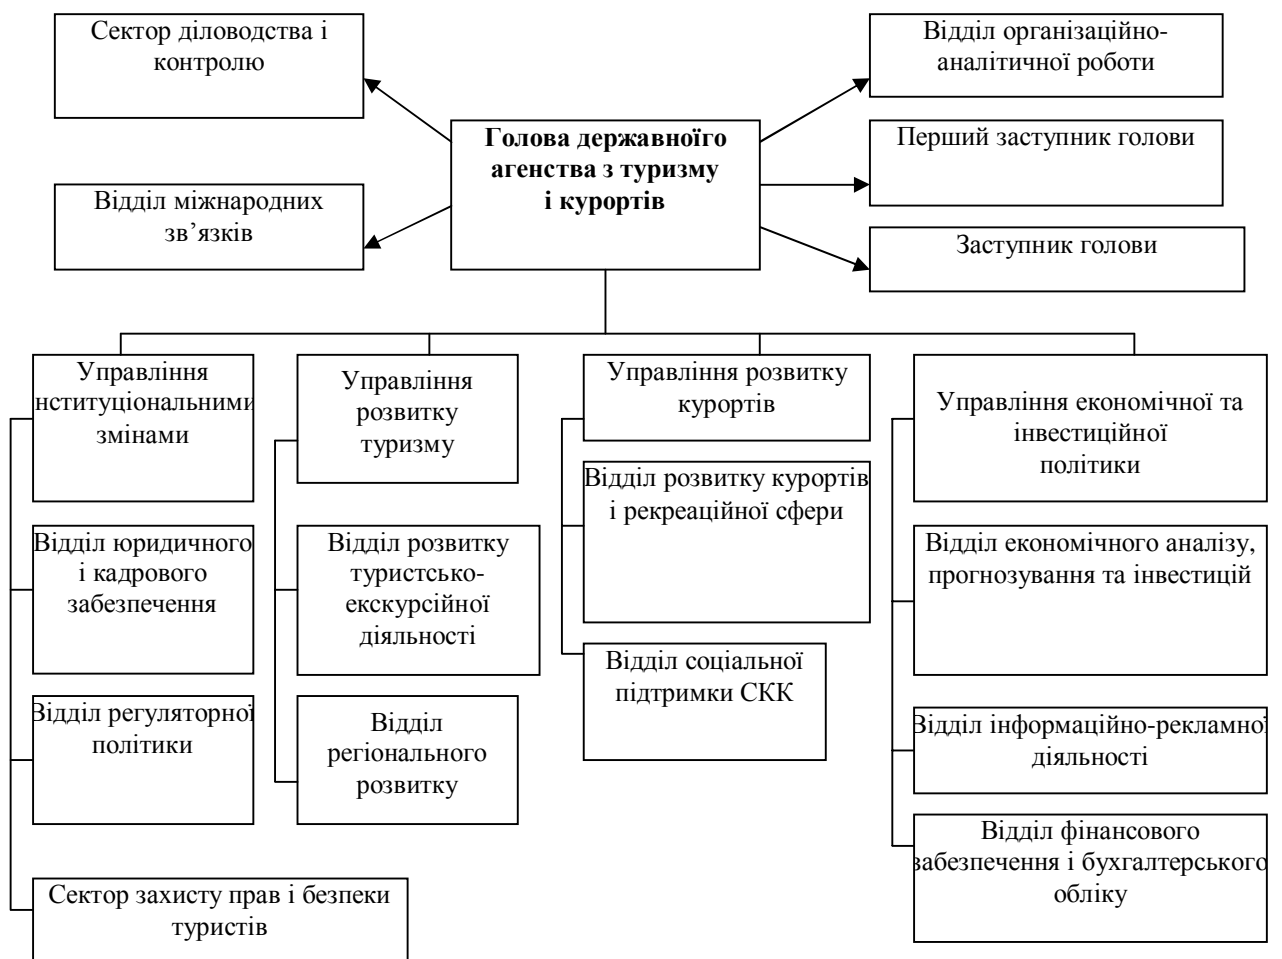 Сектор діловодства і
контролю
Відділ організаційно-
аналітичної роботи
Голова державної̈го
агенства з туризму
і курортів
Перший заступник голови
Відділ міжнародних
зв’язків
Заступник голови
Управління
нституціональними
змінами
Управління
розвитку
туризму
Управління розвитку
курортів
Управління економічної та
інвестиційної
політики
Відділ юридичного
і кадрового
забезпечення
Відділ розвитку
туристсько-
екскурсійної
діяльності
Відділ розвитку курортів
і рекреаційної сфери
Відділ економічного аналізу,
прогнозування та інвестицій
Відділ регуляторної
політики
Відділ
регіонального
розвитку
Відділ соціальної
підтримки СКК
Відділ інформаційно-рекламної
діяльності
Сектор захисту прав і безпеки
туристів
Відділ фінансового
забезпечення і бухгалтерського
обліку